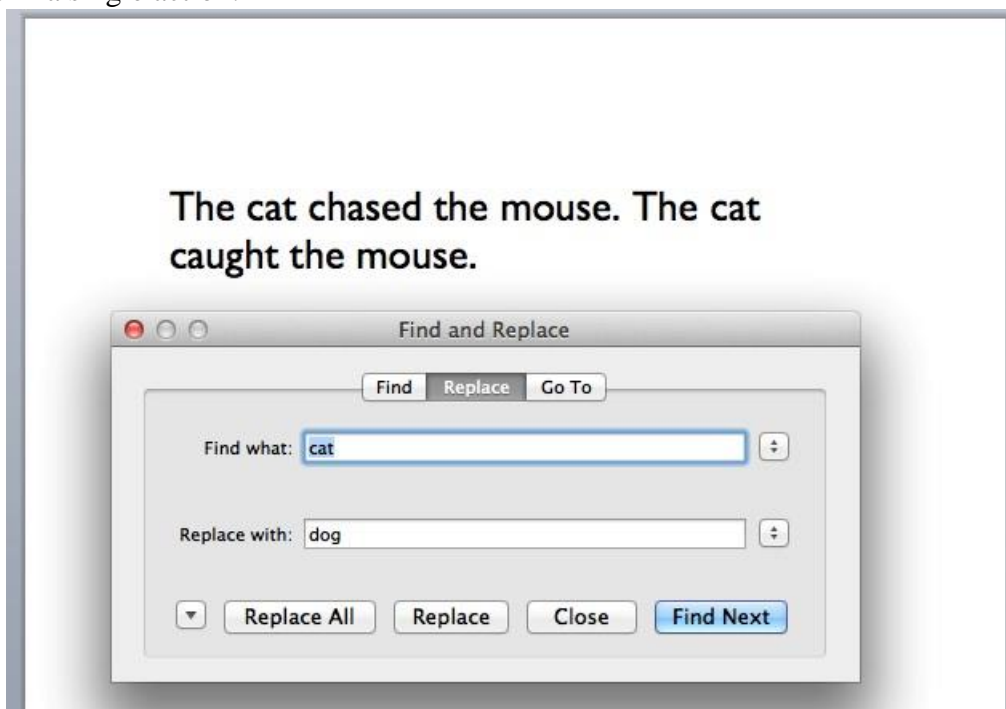 The cat chased the mouse. The cat
caught the mouse.
Find and Replace
Find Replace Go To
Find what: cat
Replace with: dog
Replace All Replace Close Find Next